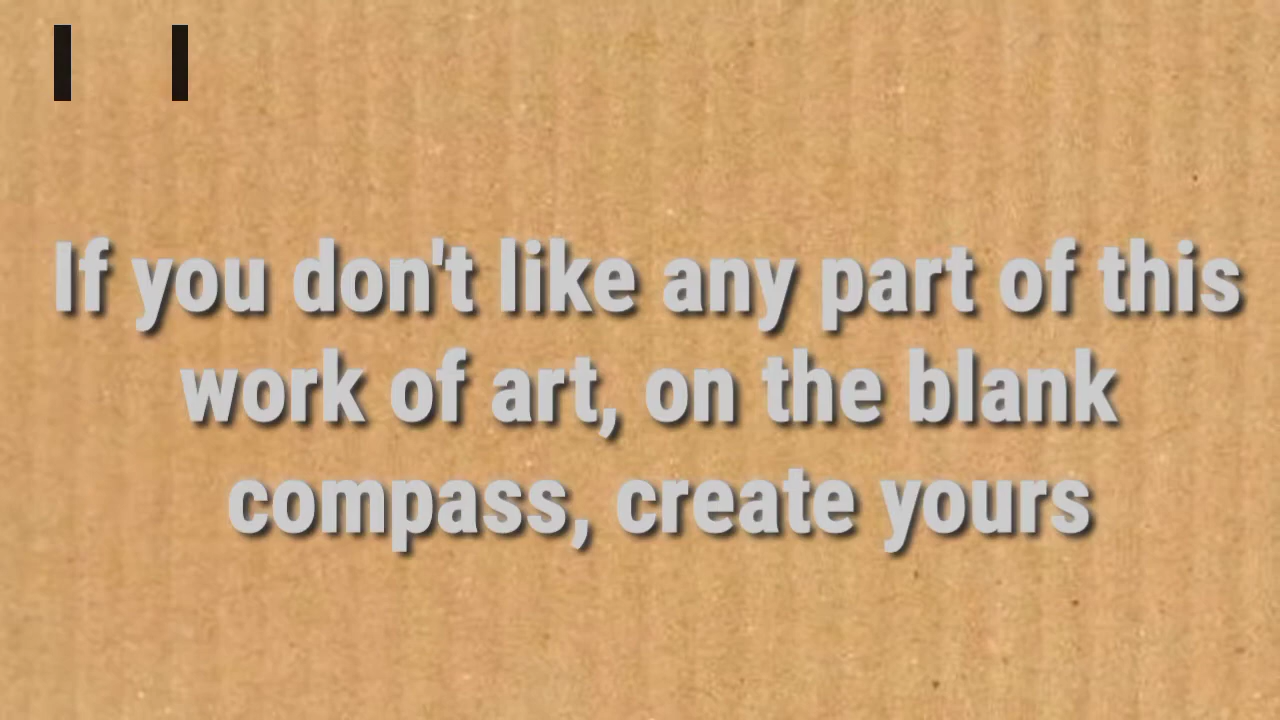 If you don't like any part of this
work of art, on the blank
compass, create yours